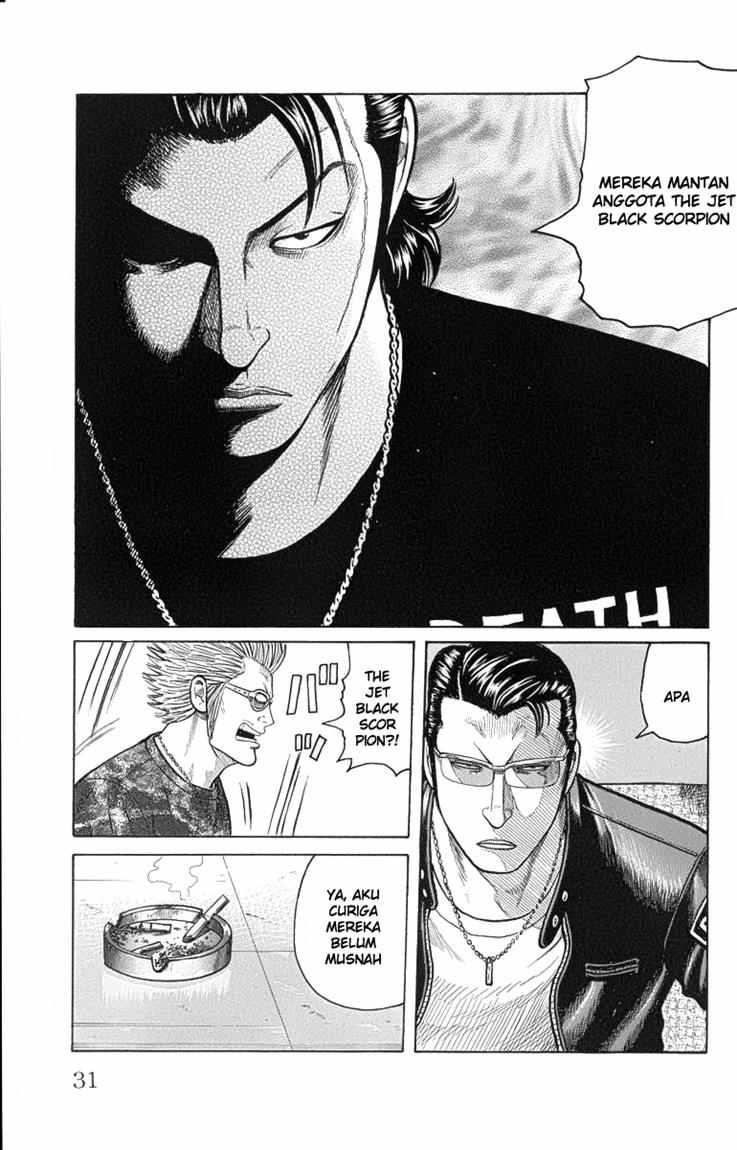 MEREKA MANTAN
ANGGOTA THE JET
BLACK SCORPION
DEATH
APA
THE
JET
BLACK
SCOR
PION?!
YA, AKU
CURIGA
MEREKA
BELUM
MUSNAH
31